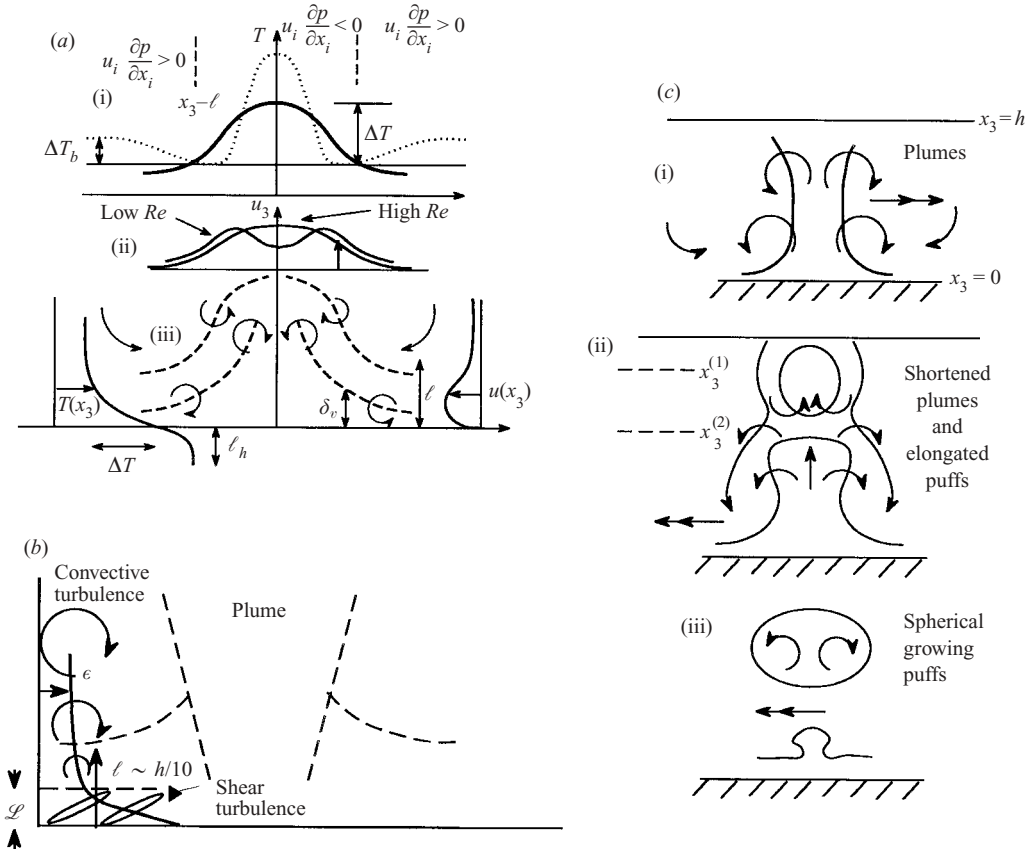 (a)
u_i ∂p/∂x_i > 0
T
u_i ∂p/∂x_i < 0
u_i ∂p/∂x_i > 0
(i)
x_3–ℓ
ΔT_b
ΔT
Low Re
u_3
High Re
(ii)
(iii)
T(x_3)
ΔT
ℓ_h
δ_v
ℓ
u(x_3)
(b)
Convective
turbulence
Plume
ϵ
ℓ ~ h/10
Shear
turbulence
ℒ
(c)
x_3 = h
Plumes
(i)
x_3 = 0
(ii)
x_3^(1)
x_3^(2)
Shortened
plumes
and
elongated
puffs
(iii)
Spherical
growing
puffs